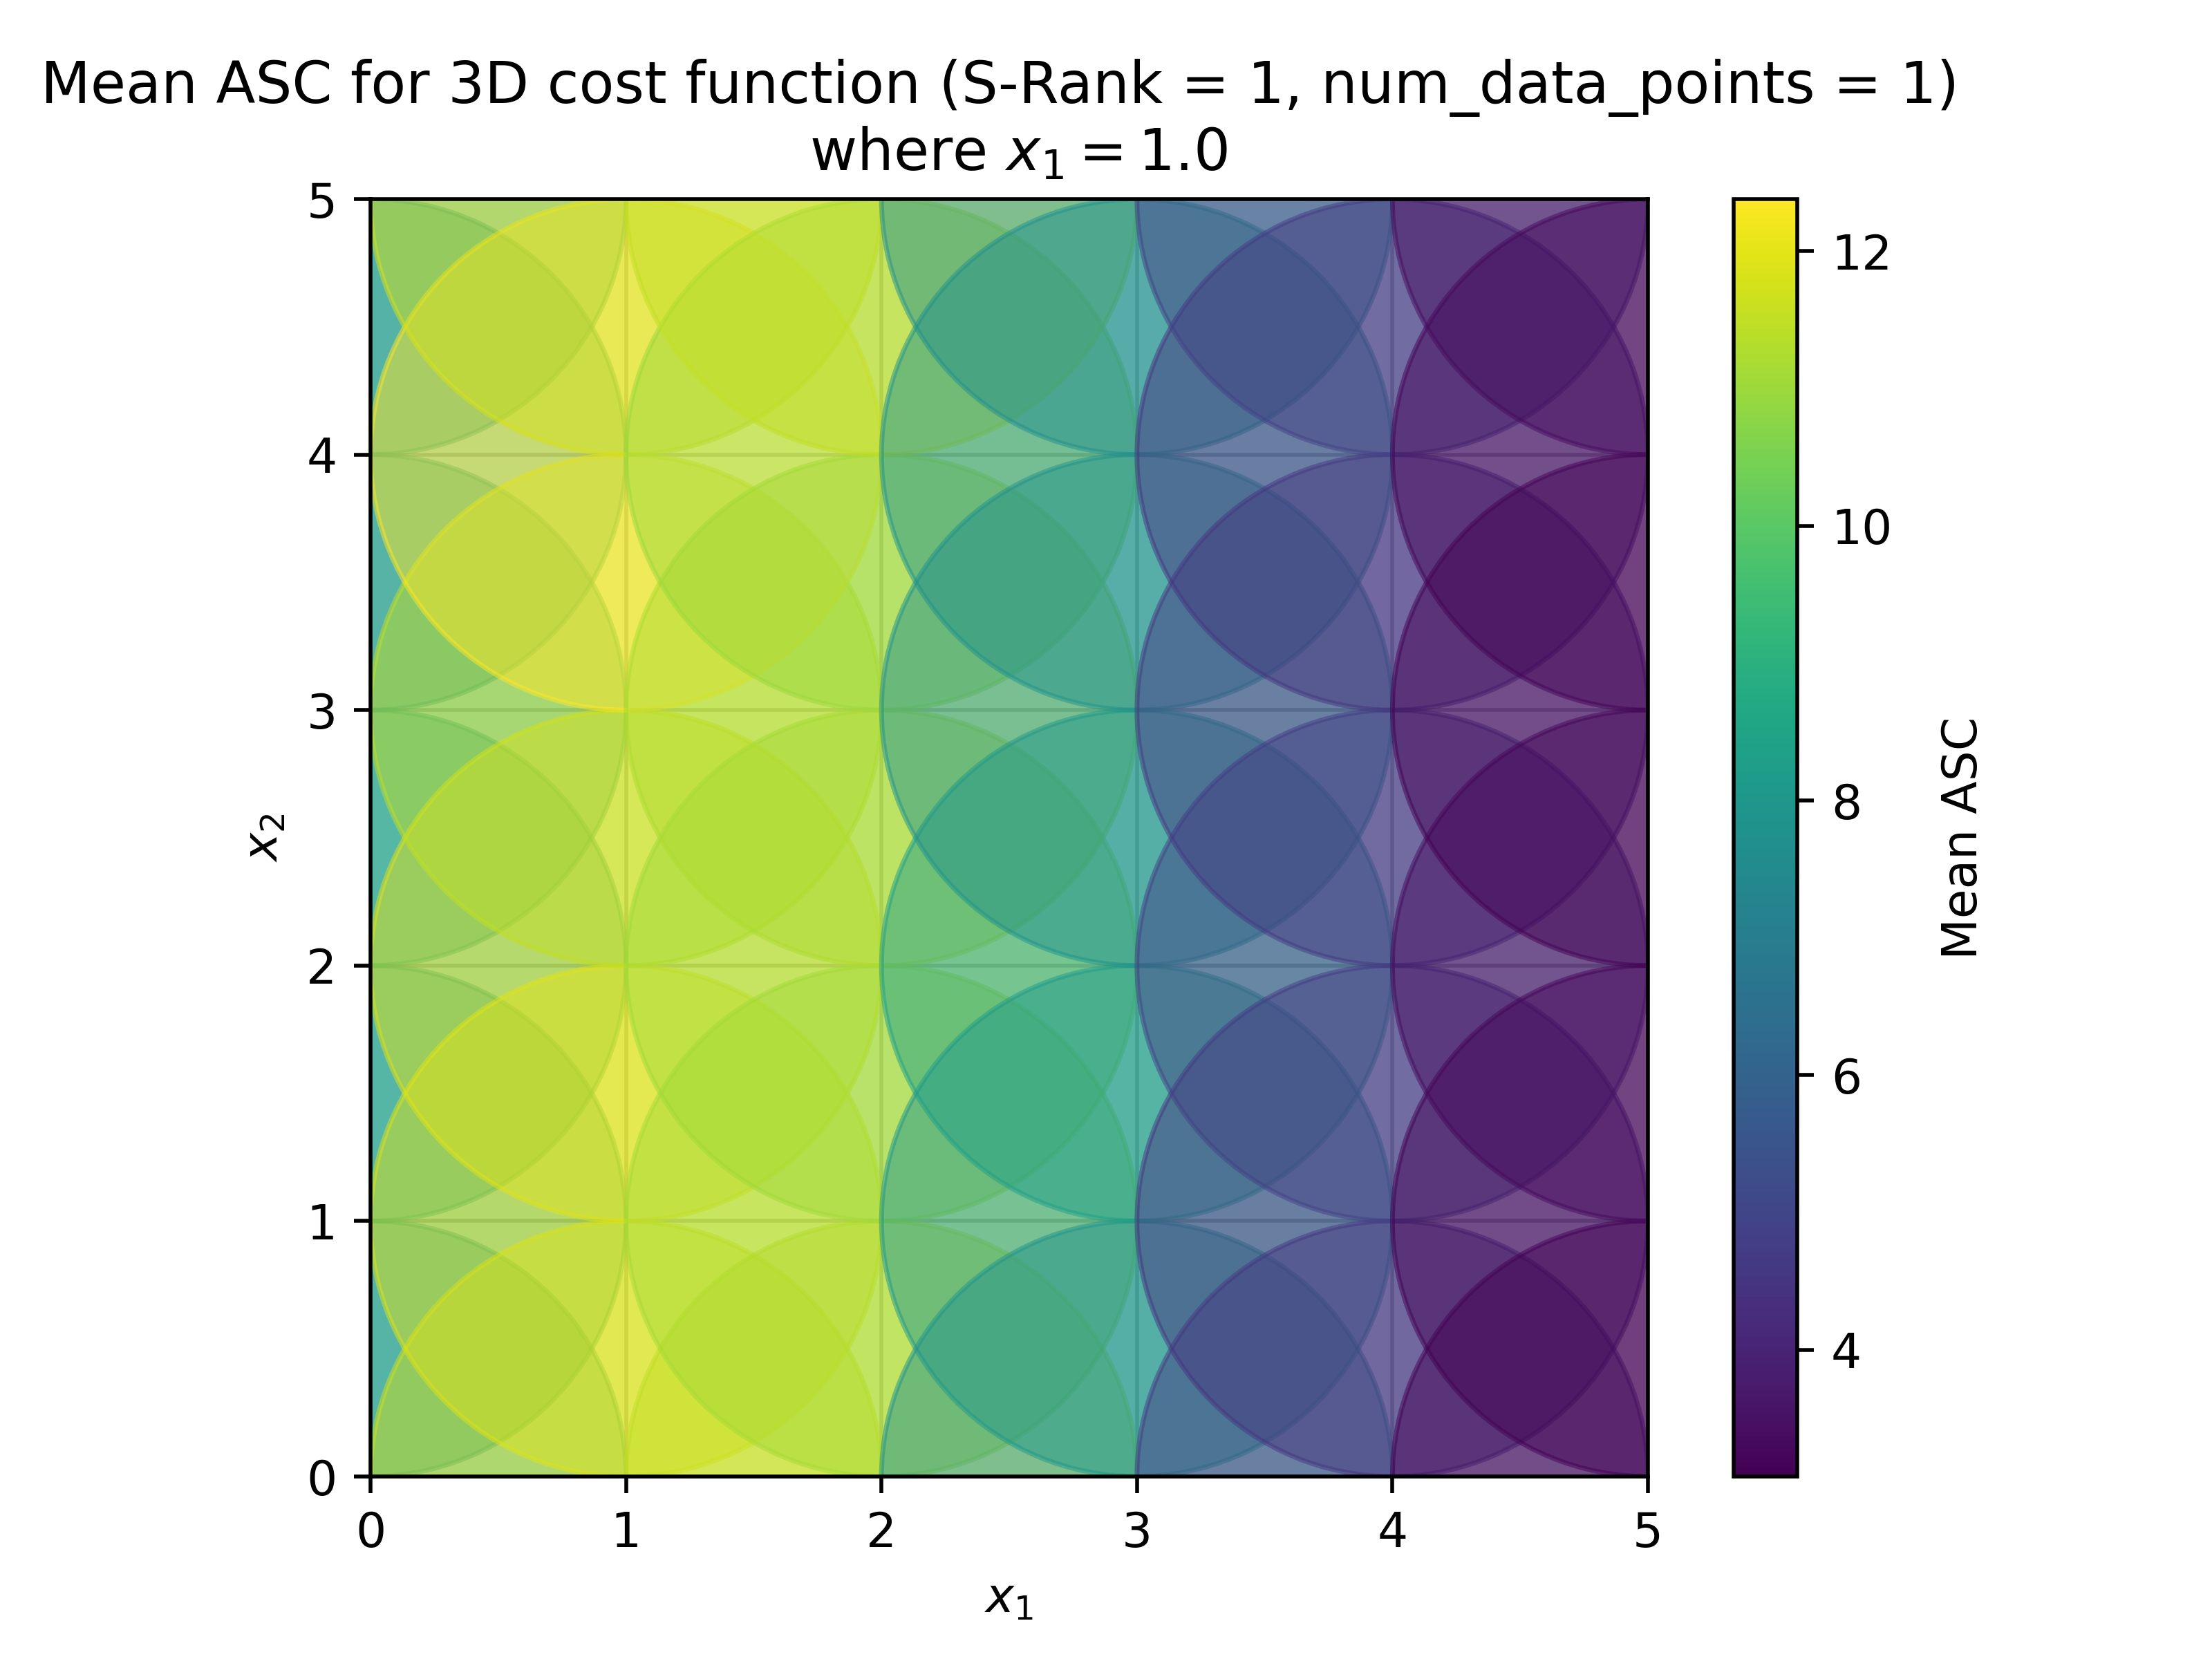 Mean ASC for 3D cost function (S-Rank = 1, num_data_points = 1)
where x₁ = 1.0
5
4
3
2
1
0
x₂
0 1 2 3 4 5
x₁
12
10
8
6
4
Mean ASC